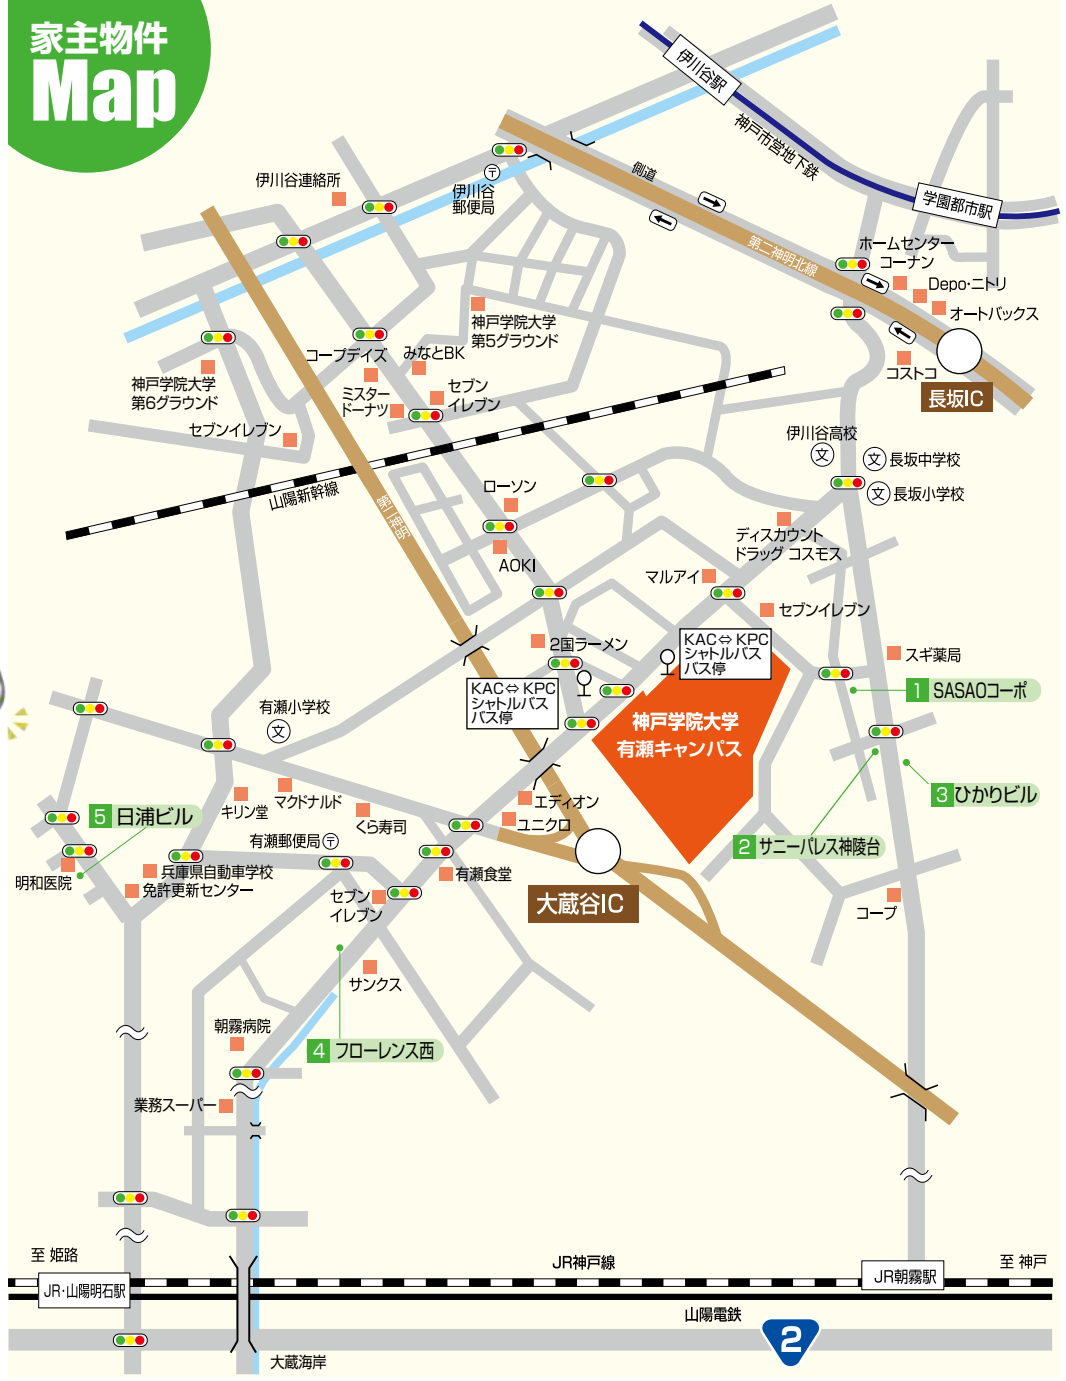 家主物件
Map
伊川谷駅
神戸市営地下鉄
学園都市駅
側道
第二神明北線
伊川谷連絡所
〒
伊川谷
郵便局
ホームセンター
コーナン
Depo・ニトリ
オートバックス
コストコ
長坂IC
神戸学院大学
第5グラウンド
コープデイズ
みなとBK
ミスター
ドーナツ
セブン
イレブン
神戸学院大学
第6グラウンド
セブンイレブン
山陽新幹線
第二神明
伊川谷高校
文
文 長坂中学校
文 長坂小学校
ローソン
AOKI
ディスカウント
ドラッグ コスモス
マルアイ
セブンイレブン
2国ラーメン
KAC⇔KPC
シャトルバス
バス停
KAC⇔KPC
シャトルバス
バス停
スギ薬局
1 SASAOコーポ
神戸学院大学
有瀬キャンパス
有瀬小学校
文
キリン堂
マクドナルド
くら寿司
エディオン
ユニクロ
3 ひかりビル
2 サニーパレス神陵台
5 日浦ビル
有瀬郵便局〒
明和医院
兵庫県自動車学校
免許更新センター
有瀬食堂
セブン
イレブン
大蔵谷IC
コープ
サンクス
4 フローレンス西
朝霧病院
業務スーパー
至 姫路
JR神戸線
至 神戸
JR・山陽明石駅
JR朝霧駅
山陽電鉄
2
大蔵海岸